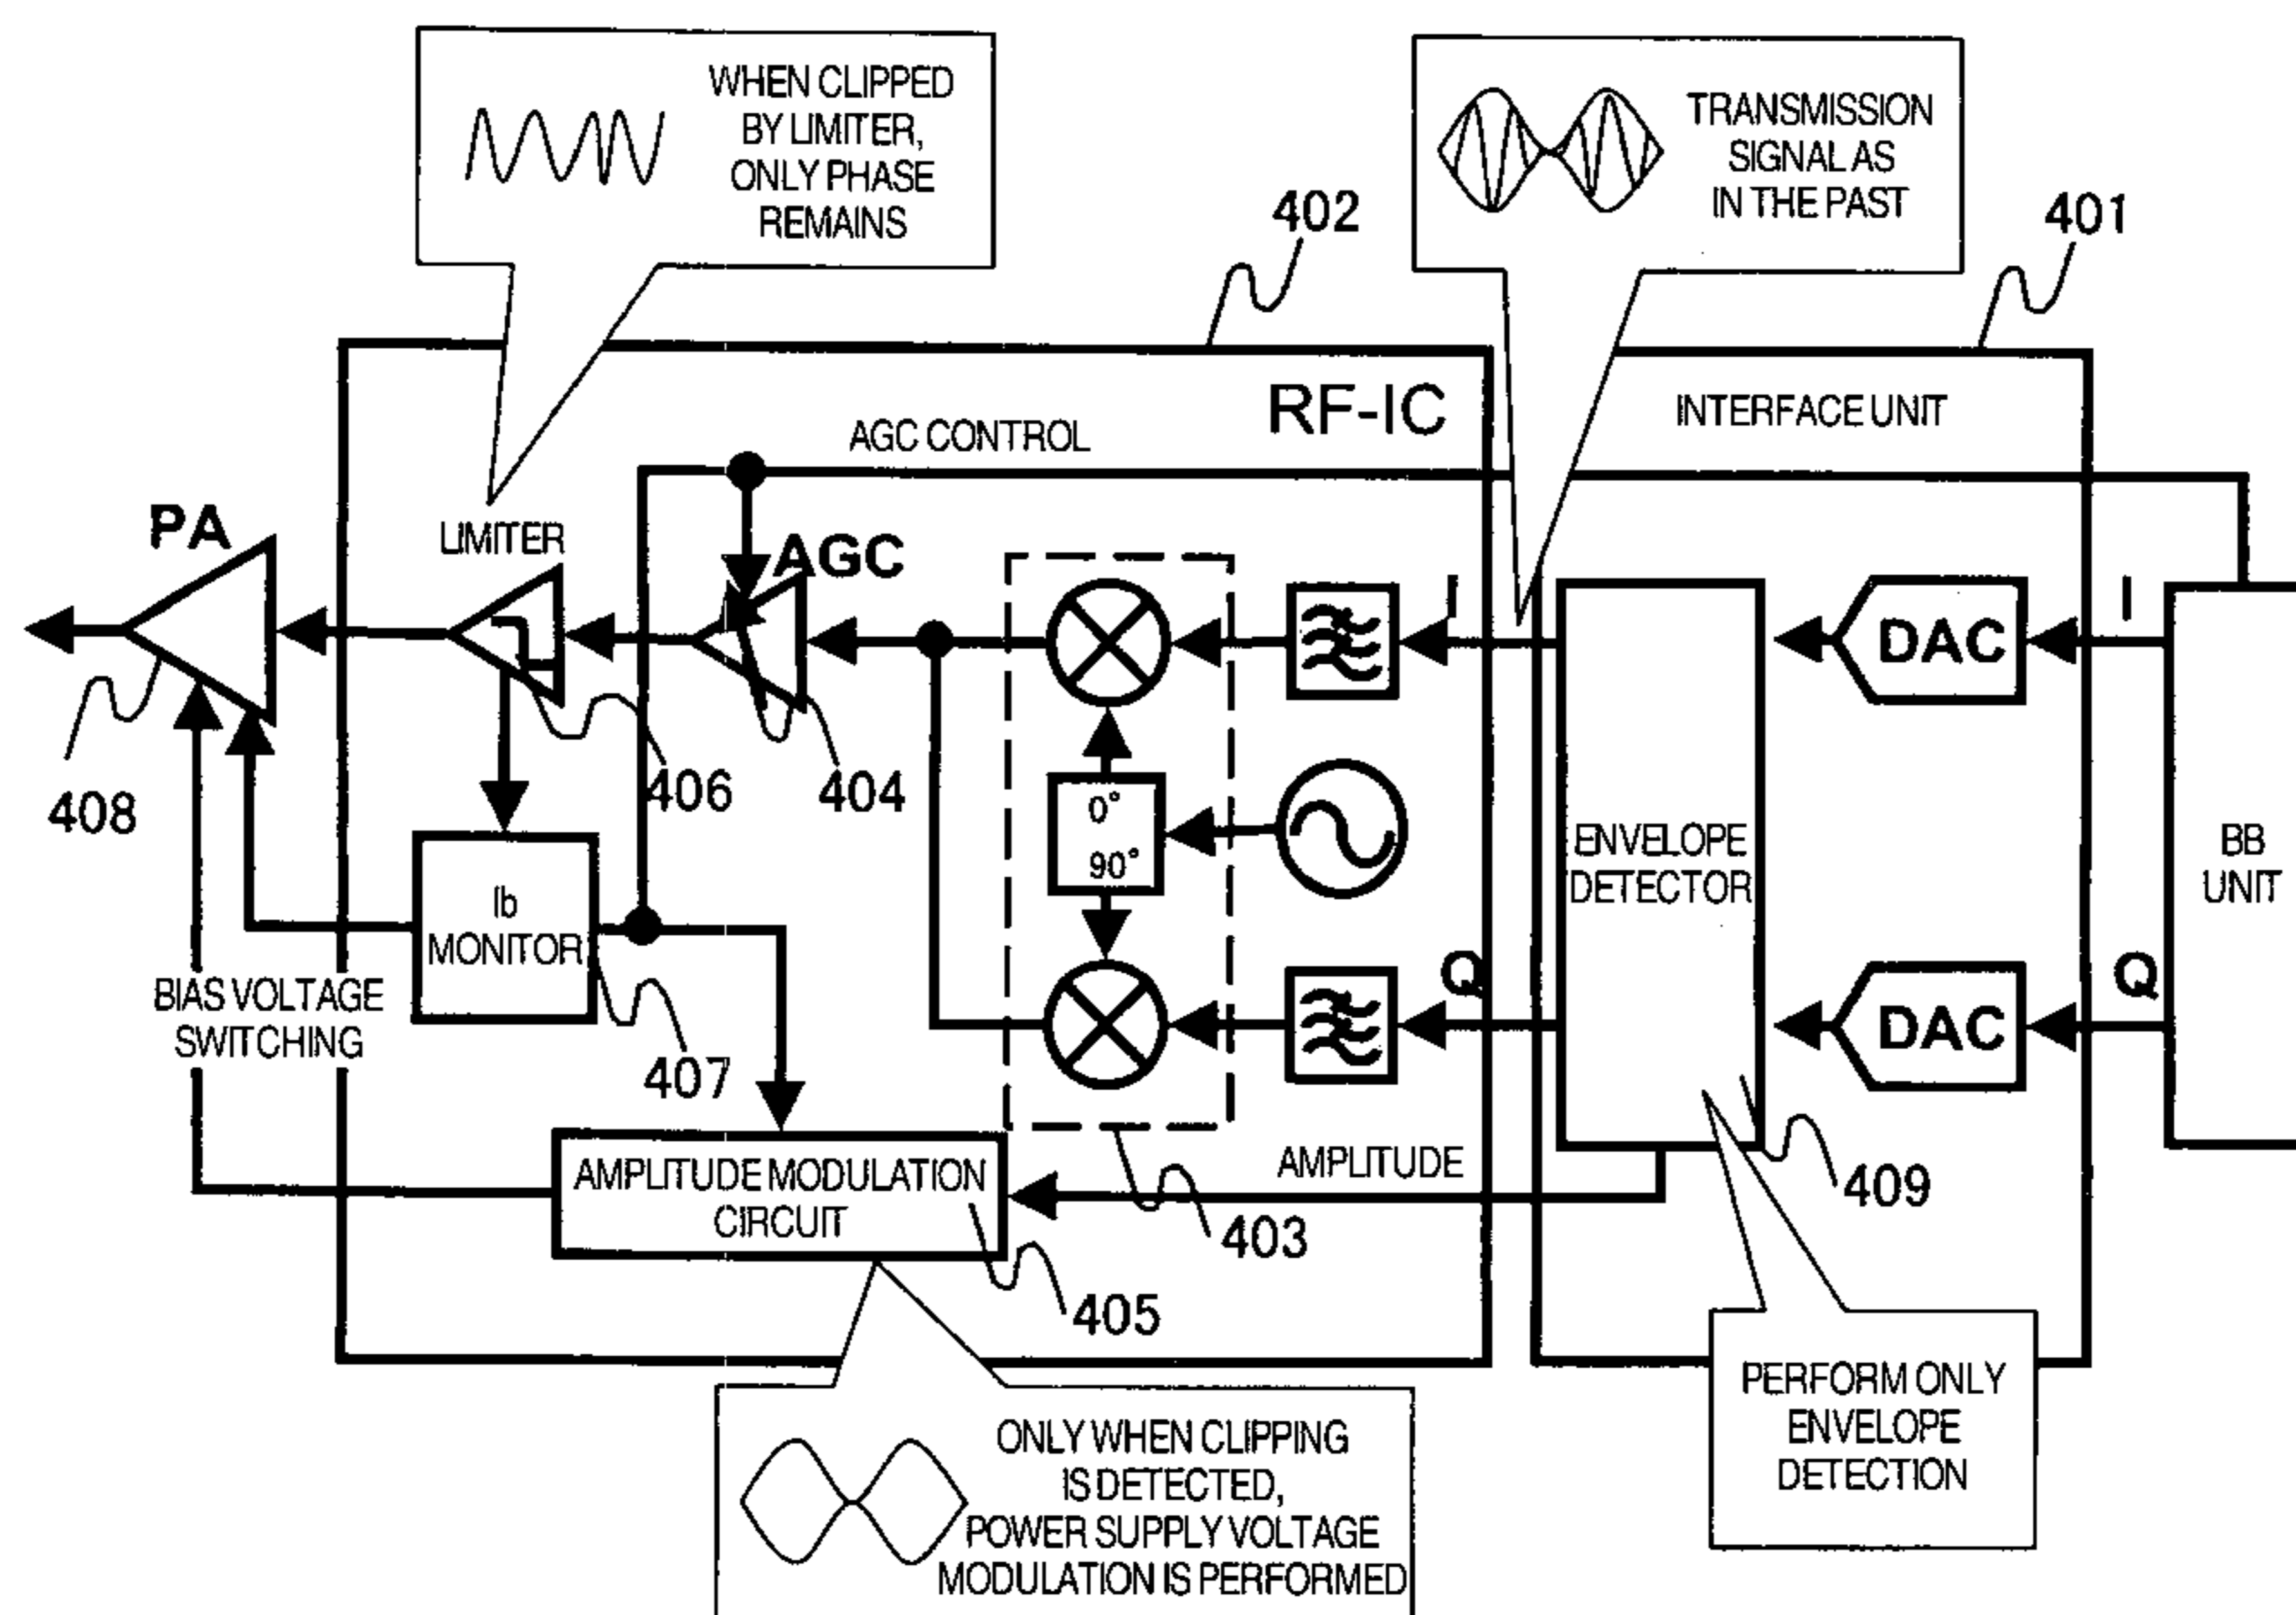 WHEN CLIPPED
BY LIMITER,
ONLY PHASE
REMAINS
TRANSMISSION
SIGNAL AS
IN THE PAST
402
401
RF-IC
INTERFACE UNIT
AGC CONTROL
PA
LIMITER
AGC
I
I
DAC
408
406
404
0°
90°
ENVELOPE
DETECTOR
BB
UNIT
Ib
MONITOR
BIAS VOLTAGE
SWITCHING
407
Q
Q
DAC
AMPLITUDE MODULATION
CIRCUIT
AMPLITUDE
409
403
405
ONLY WHEN CLIPPING
IS DETECTED,
POWER SUPPLY VOLTAGE
MODULATION IS PERFORMED
PERFORM ONLY
ENVELOPE
DETECTION